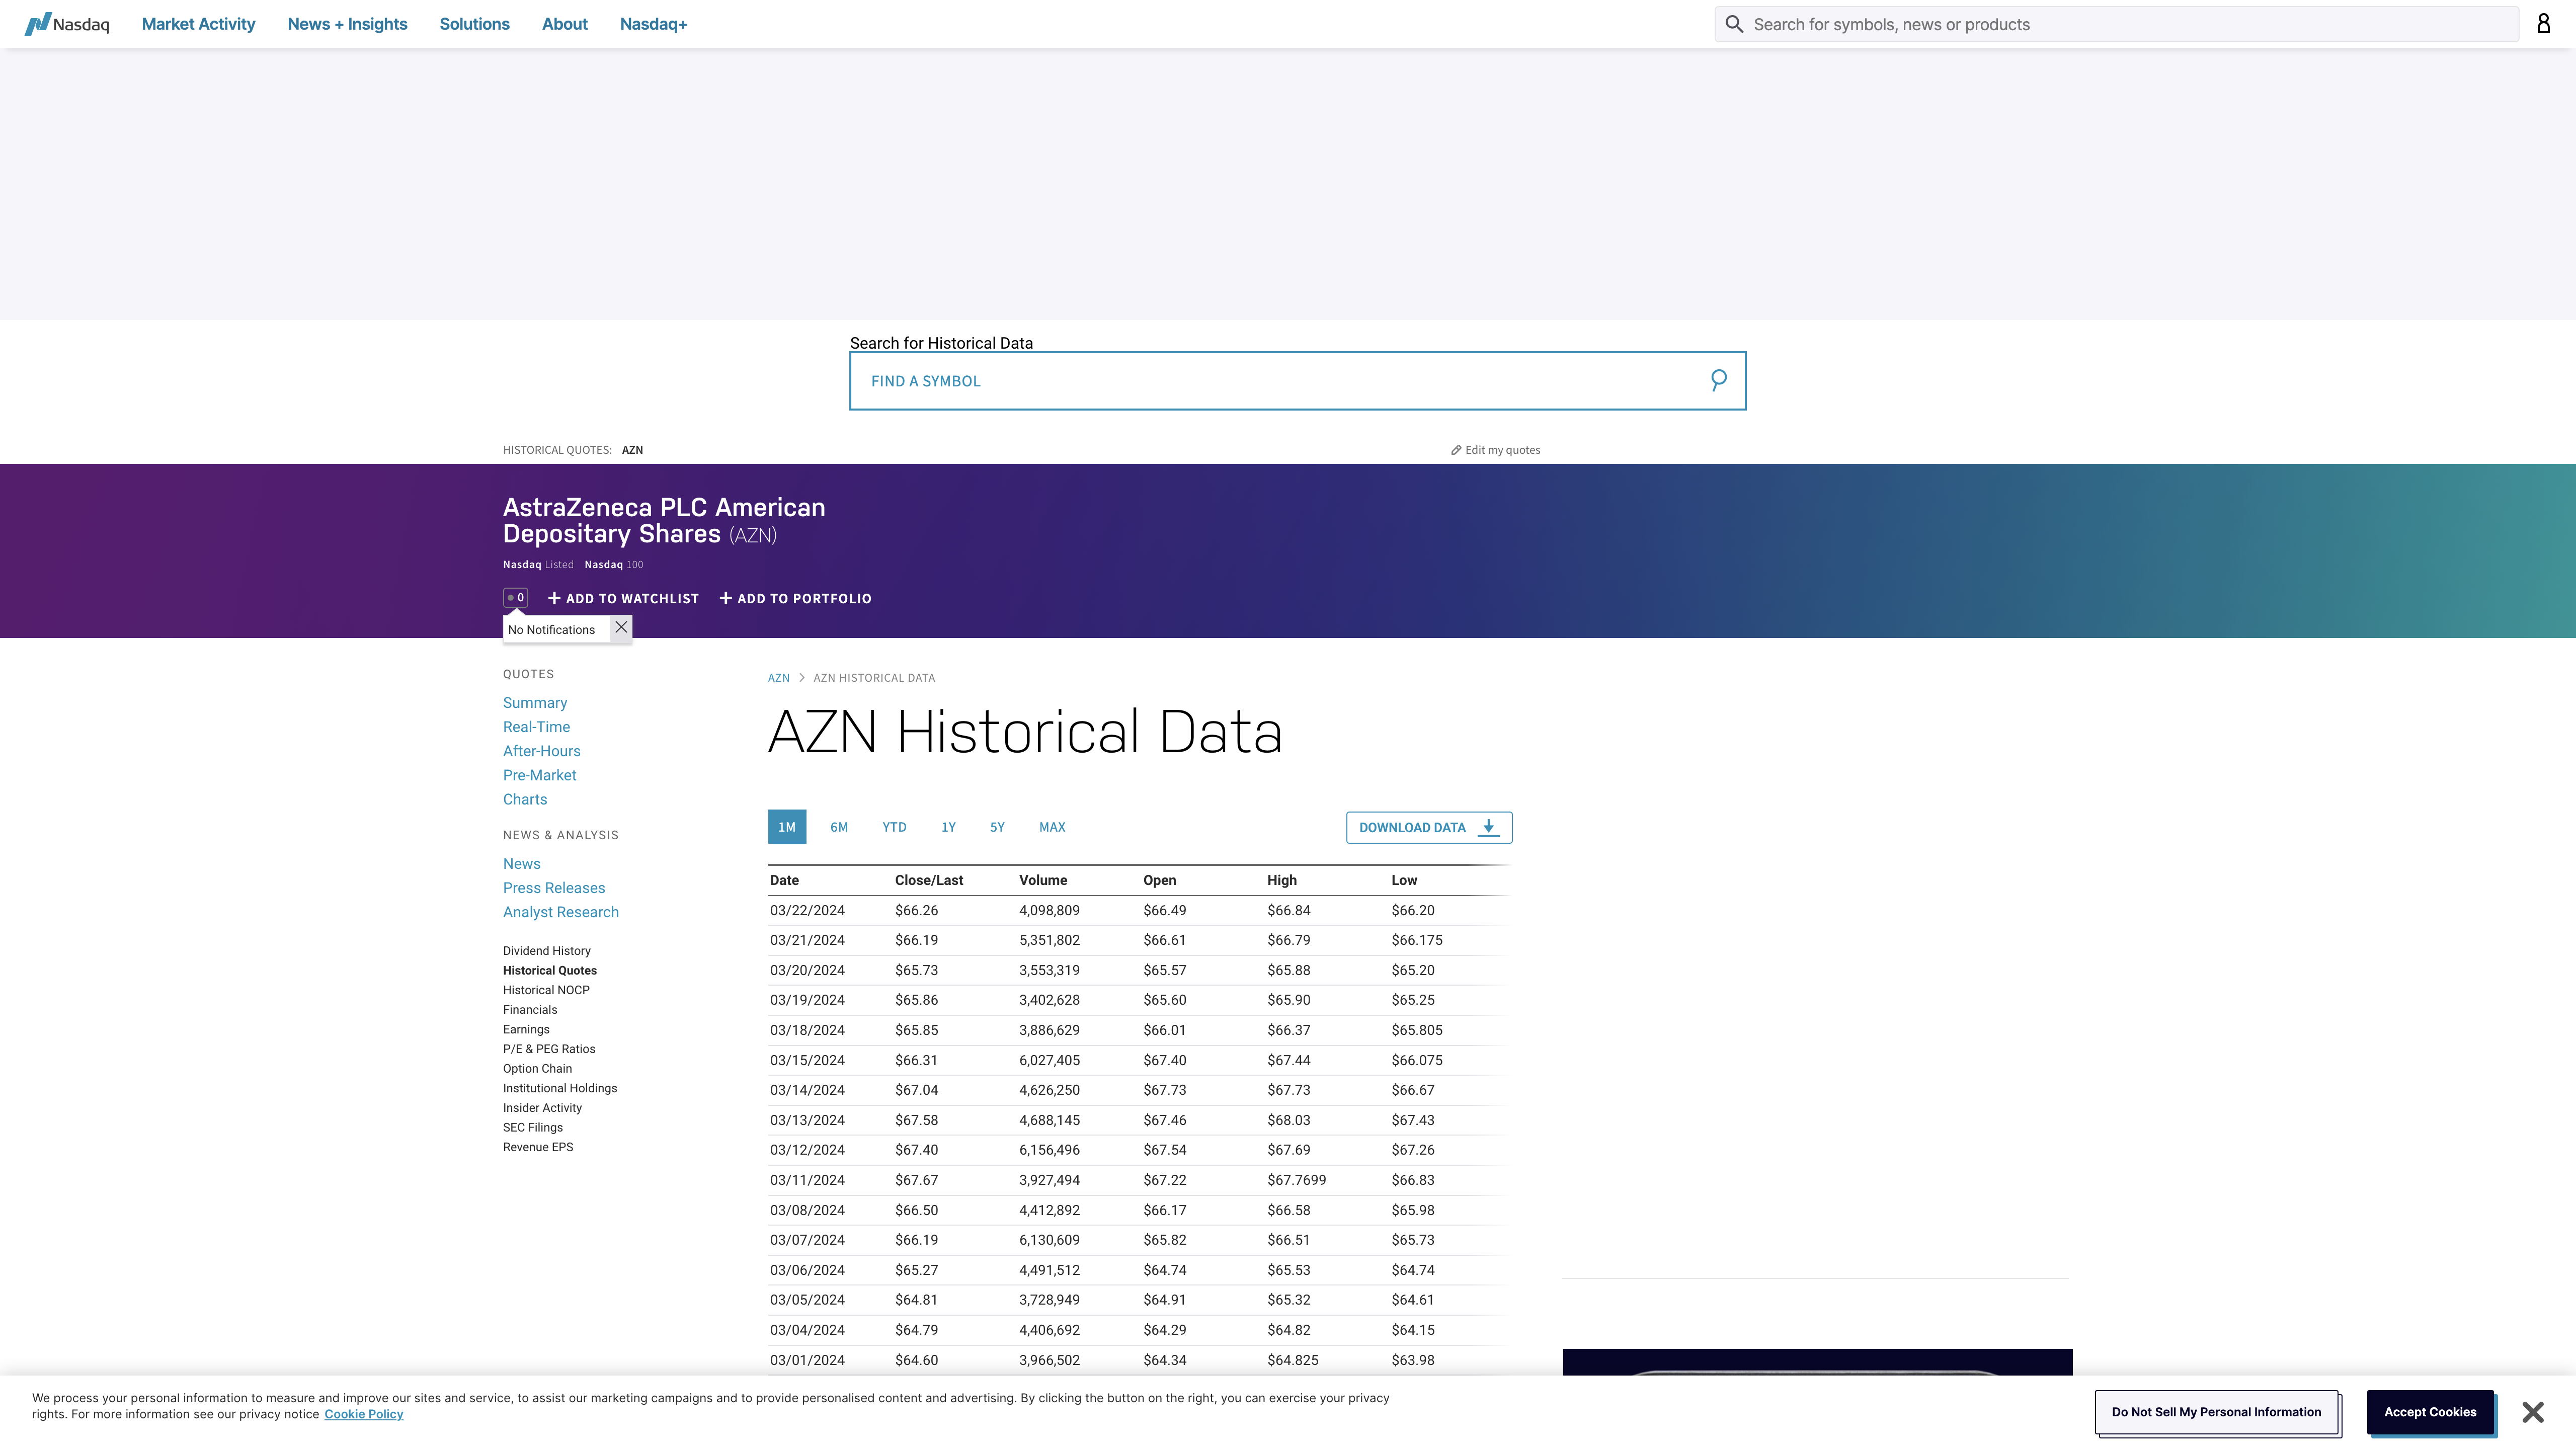 Nasdaq Market Activity News + Insights Solutions About Nasdaq+ Search for symbols, news or products
Search for Historical Data
FIND A SYMBOL
HISTORICAL QUOTES: AZN Edit my quotes
AstraZeneca PLC American
Depositary Shares (AZN)
Nasdaq Listed Nasdaq 100
0 ADD TO WATCHLIST ADD TO PORTFOLIO
No Notifications
QUOTES
Summary
Real-Time
After-Hours
Pre-Market
Charts
NEWS & ANALYSIS
News
Press Releases
Analyst Research
Dividend History
Historical Quotes
Historical NOCP
Financials
Earnings
P/E & PEG Ratios
Option Chain
Institutional Holdings
Insider Activity
SEC Filings
Revenue EPS
AZN > AZN HISTORICAL DATA
AZN Historical Data
1M 6M YTD 1Y 5Y MAX DOWNLOAD DATA
Date Close/Last Volume Open High Low
03/22/2024 $66.26 4,098,809 $66.49 $66.84 $66.20
03/21/2024 $66.19 5,351,802 $66.61 $66.79 $66.175
03/20/2024 $65.73 3,553,319 $65.57 $65.88 $65.20
03/19/2024 $65.86 3,402,628 $65.60 $65.90 $65.25
03/18/2024 $65.85 3,886,629 $66.01 $66.37 $65.805
03/15/2024 $66.31 6,027,405 $67.40 $67.44 $66.075
03/14/2024 $67.04 4,626,250 $67.73 $67.73 $66.67
03/13/2024 $67.58 4,688,145 $67.46 $68.03 $67.43
03/12/2024 $67.40 6,156,496 $67.54 $67.69 $67.26
03/11/2024 $67.67 3,927,494 $67.22 $67.7699 $66.83
03/08/2024 $66.50 4,412,892 $66.17 $66.58 $65.98
03/07/2024 $66.19 6,130,609 $65.82 $66.51 $65.73
03/06/2024 $65.27 4,491,512 $64.74 $65.53 $64.74
03/05/2024 $64.81 3,728,949 $64.91 $65.32 $64.61
03/04/2024 $64.79 4,406,692 $64.29 $64.82 $64.15
03/01/2024 $64.60 3,966,502 $64.34 $64.825 $63.98
We process your personal information to measure and improve our sites and service, to assist our marketing campaigns and to provide personalised content and advertising. By clicking the button on the right, you can exercise your privacy
rights. For more information see our privacy notice Cookie Policy
Do Not Sell My Personal Information Accept Cookies